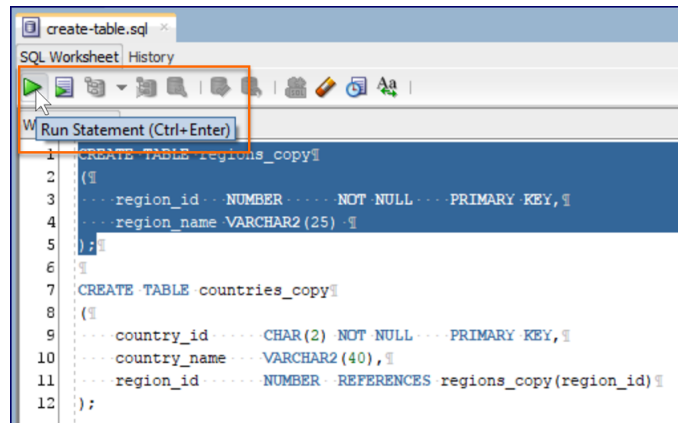 create-table.sql
SQL Worksheet History
W
Run Statement (Ctrl+Enter)
1 CREATE TABLE regions_copy¶
2 (¶
3 ····region_id···NUMBER······NOT·NULL····PRIMARY·KEY,¶
4 ····region_name·VARCHAR2(25)·¶
5 );¶
6 ¶
7 CREATE·TABLE·countries_copy¶
8 (¶
9 ····country_id······CHAR(2)·NOT·NULL····PRIMARY·KEY,¶
10 ····country_name····VARCHAR2(40),¶
11 ····region_id·······NUMBER··REFERENCES·regions_copy(region_id)¶
12 );